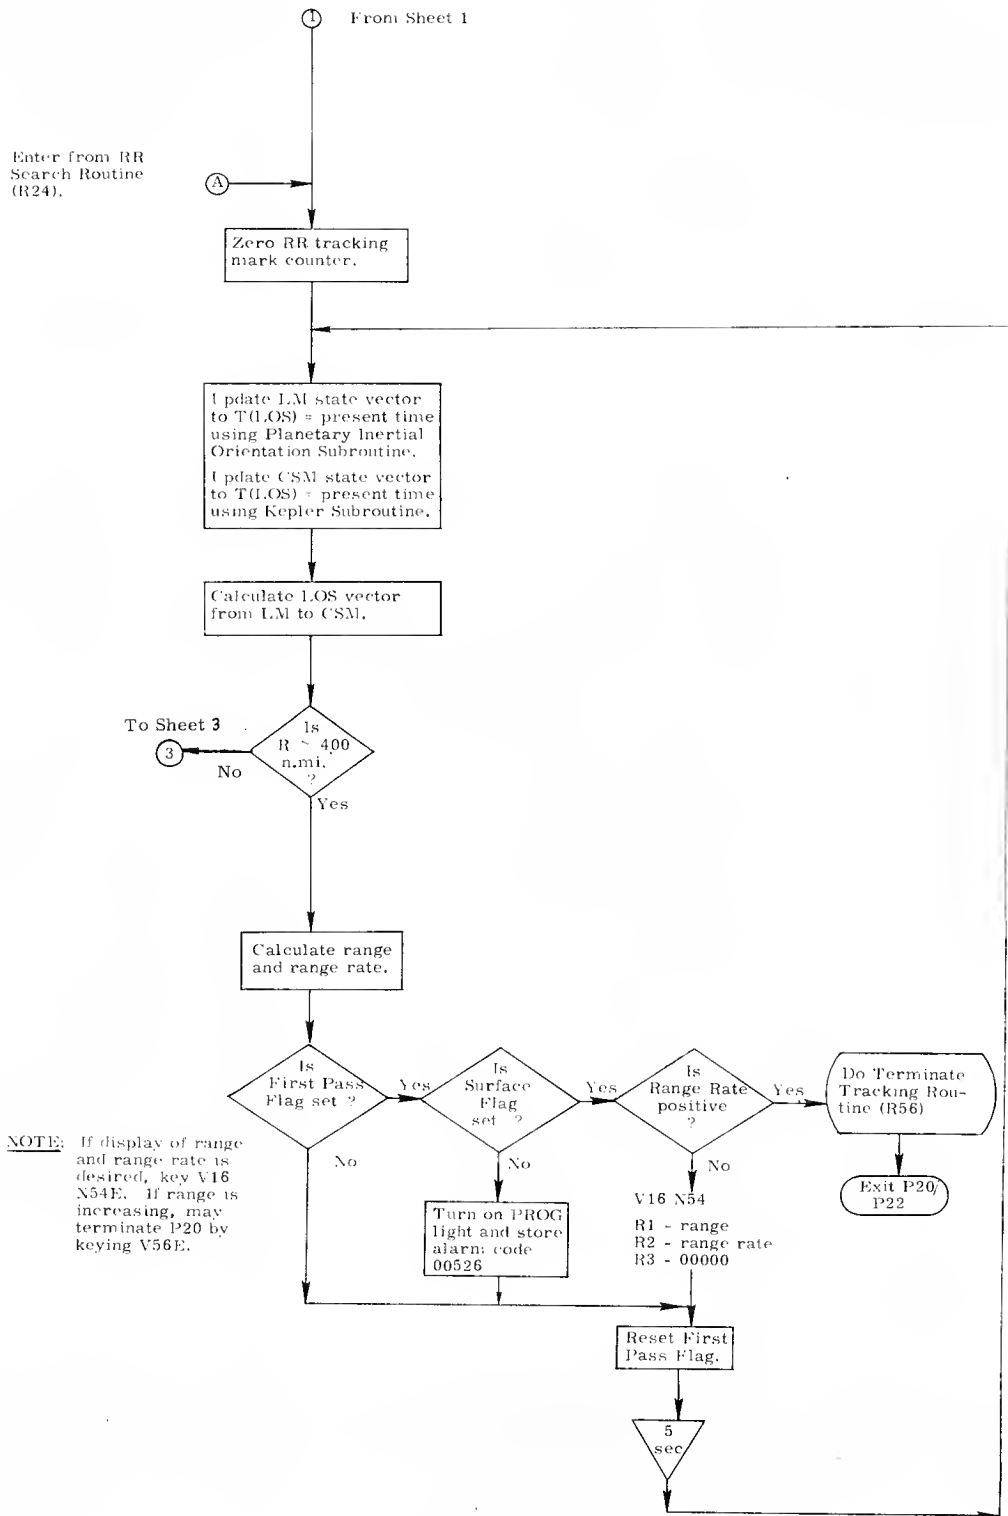 1 From Sheet 1
Enter from RR
Search Routine
(R24).
A
Zero RR tracking
mark counter.
Update LM state vector
to T(LOS) = present time
using Planetary Inertial
Orientation Subroutine.
Update CSM state vector
to T(LOS) = present time
using Kepler Subroutine.
Calculate LOS vector
from LM to CSM.
To Sheet 3
3
Is
R 400
n.mi.
?
No
Yes
Calculate range
and range rate.
Is
First Pass
Flag set ?
Yes
No
Is
Surface
Flag
set ?
Yes
No
Is
Range Rate
positive
?
Yes
No
Do Terminate
Tracking Rou-
tine (R56)
Exit P20/
P22
NOTE: If display of range
and range rate is
desired, key V16
N54E. If range is
increasing, may
terminate P20 by
keying V56E.
Turn on PROG
light and store
alarm: code
00526
V16 N54
R1 - range
R2 - range rate
R3 - 00000
Reset First
Pass Flag.
5
sec